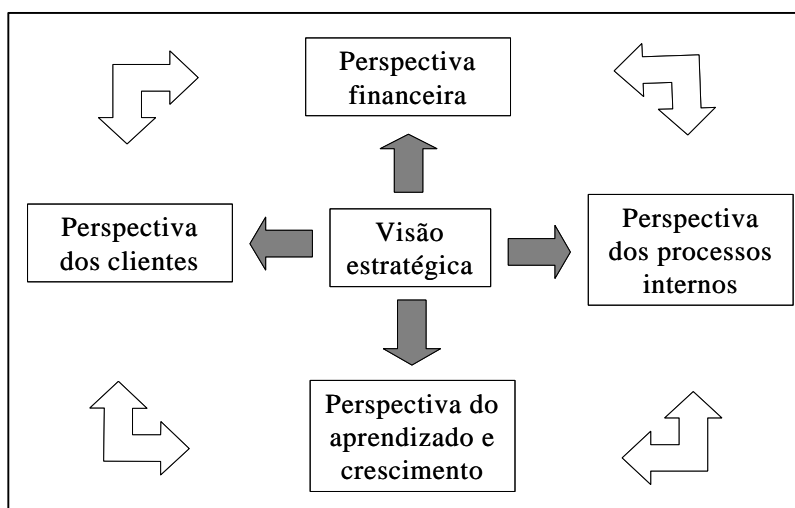 Perspectiva
financeira
Perspectiva
dos clientes
Visão
estratégica
Perspectiva
dos processos
internos
Perspectiva do
aprendizado e
crescimento